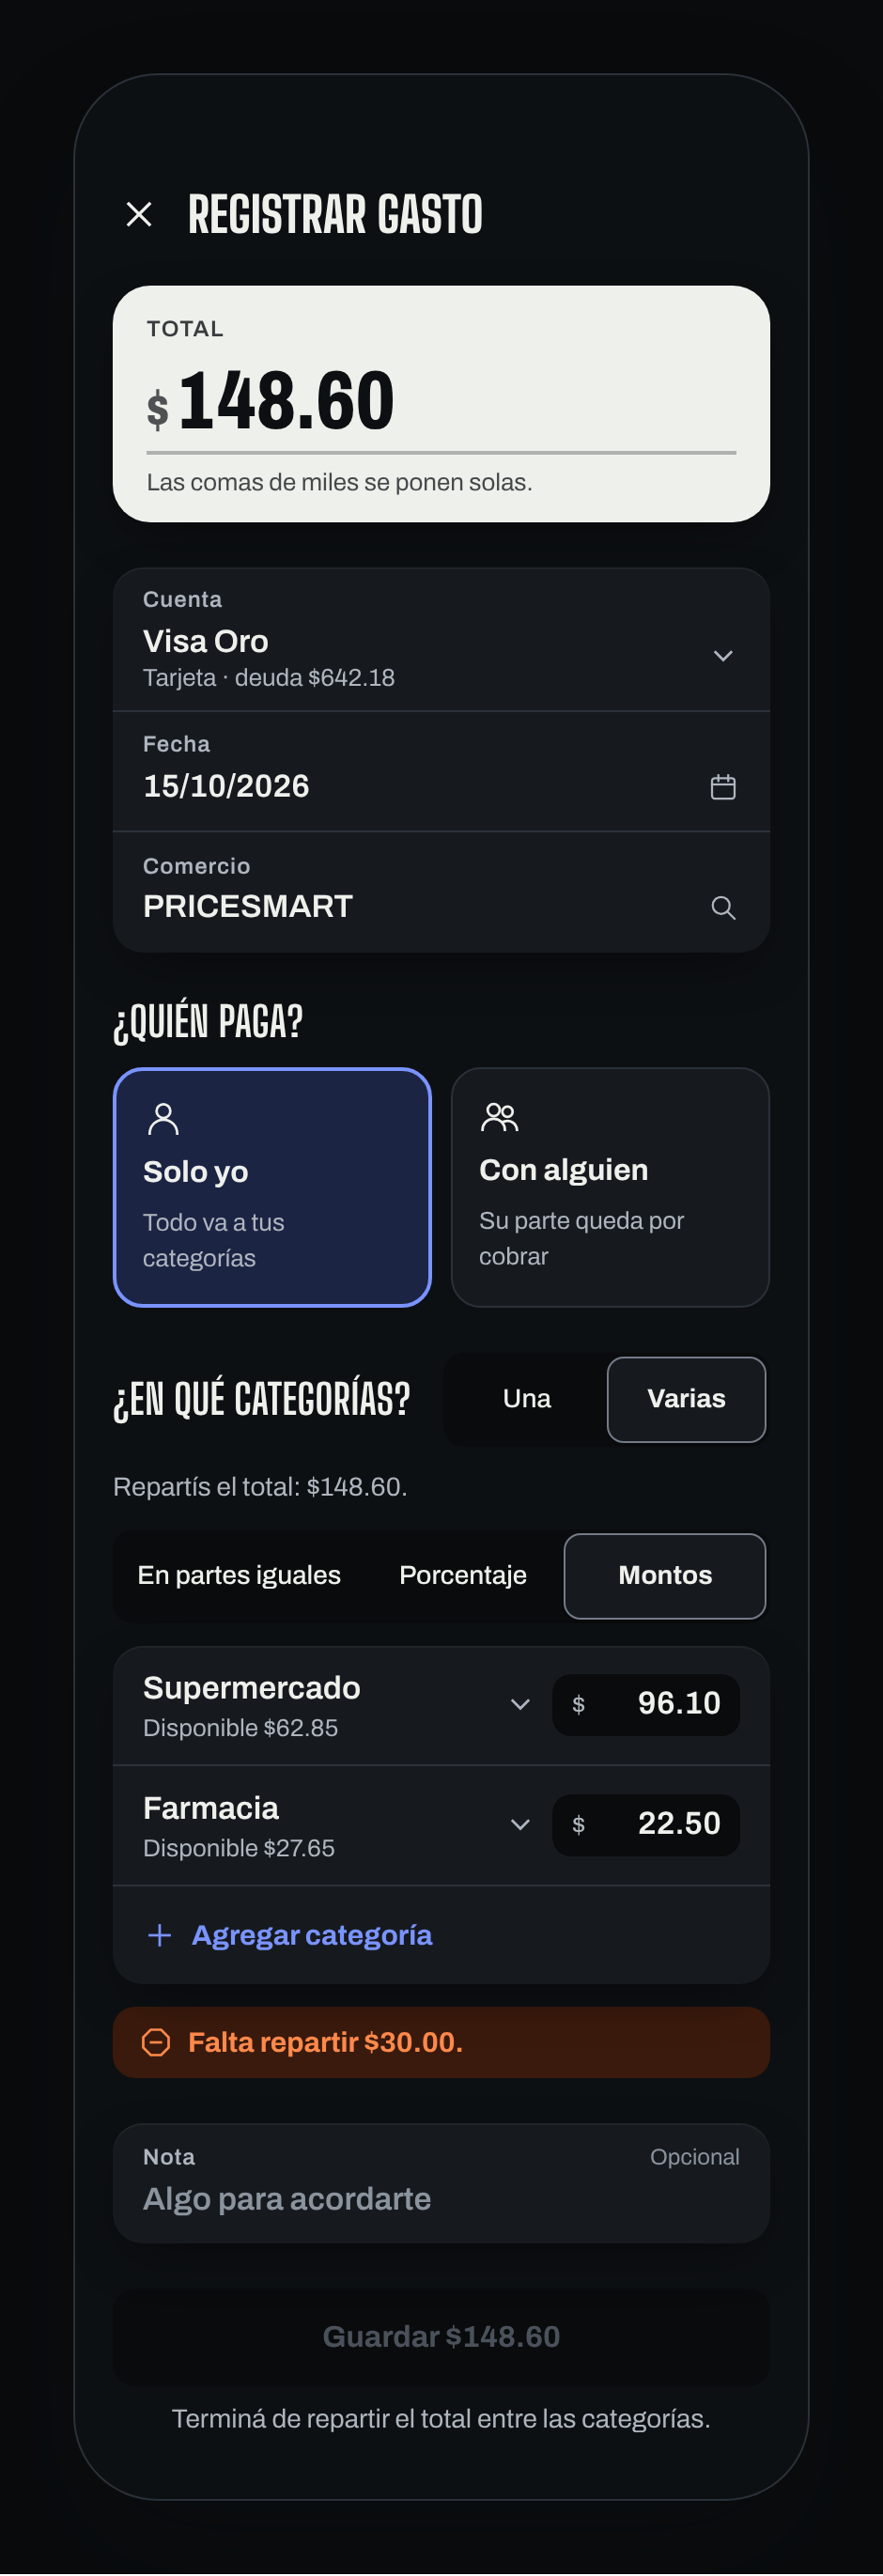 REGISTRAR GASTO
TOTAL
$ 148.60
Las comas de miles se ponen solas.
Cuenta
Visa Oro
Tarjeta · deuda $642.18
Fecha
15/10/2026
Comercio
PRICESMART
¿QUIÉN PAGA?
Solo yo
Todo va a tus
categorías
Con alguien
Su parte queda por
cobrar
¿EN QUÉ CATEGORÍAS?
Una
Varias
Repartís el total: $148.60.
En partes iguales
Porcentaje
Montos
Supermercado
Disponible $62.85
$ 96.10
Farmacia
Disponible $27.65
$ 22.50
Agregar categoría
Falta repartir $30.00.
Nota
Opcional
Algo para acordarte
Guardar $148.60
Terminá de repartir el total entre las categorías.